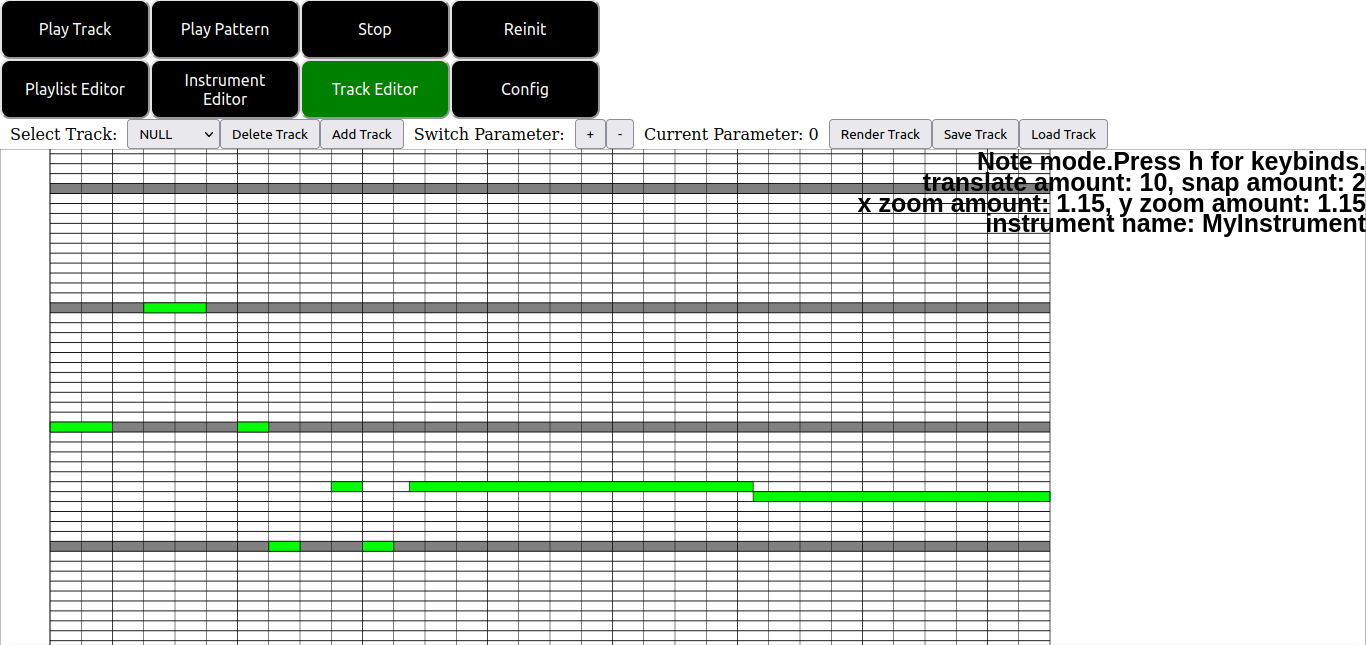 Play Track Play Pattern Stop Reinit
Playlist Editor Instrument Editor Track Editor Config
Select Track: NULL Delete Track Add Track Switch Parameter: + - Current Parameter: 0 Render Track Save Track Load Track
Note mode.Press h for keybinds.
translate amount: 10, snap amount: 2
x zoom amount: 1.15, y zoom amount: 1.15
instrument name: MyInstrument